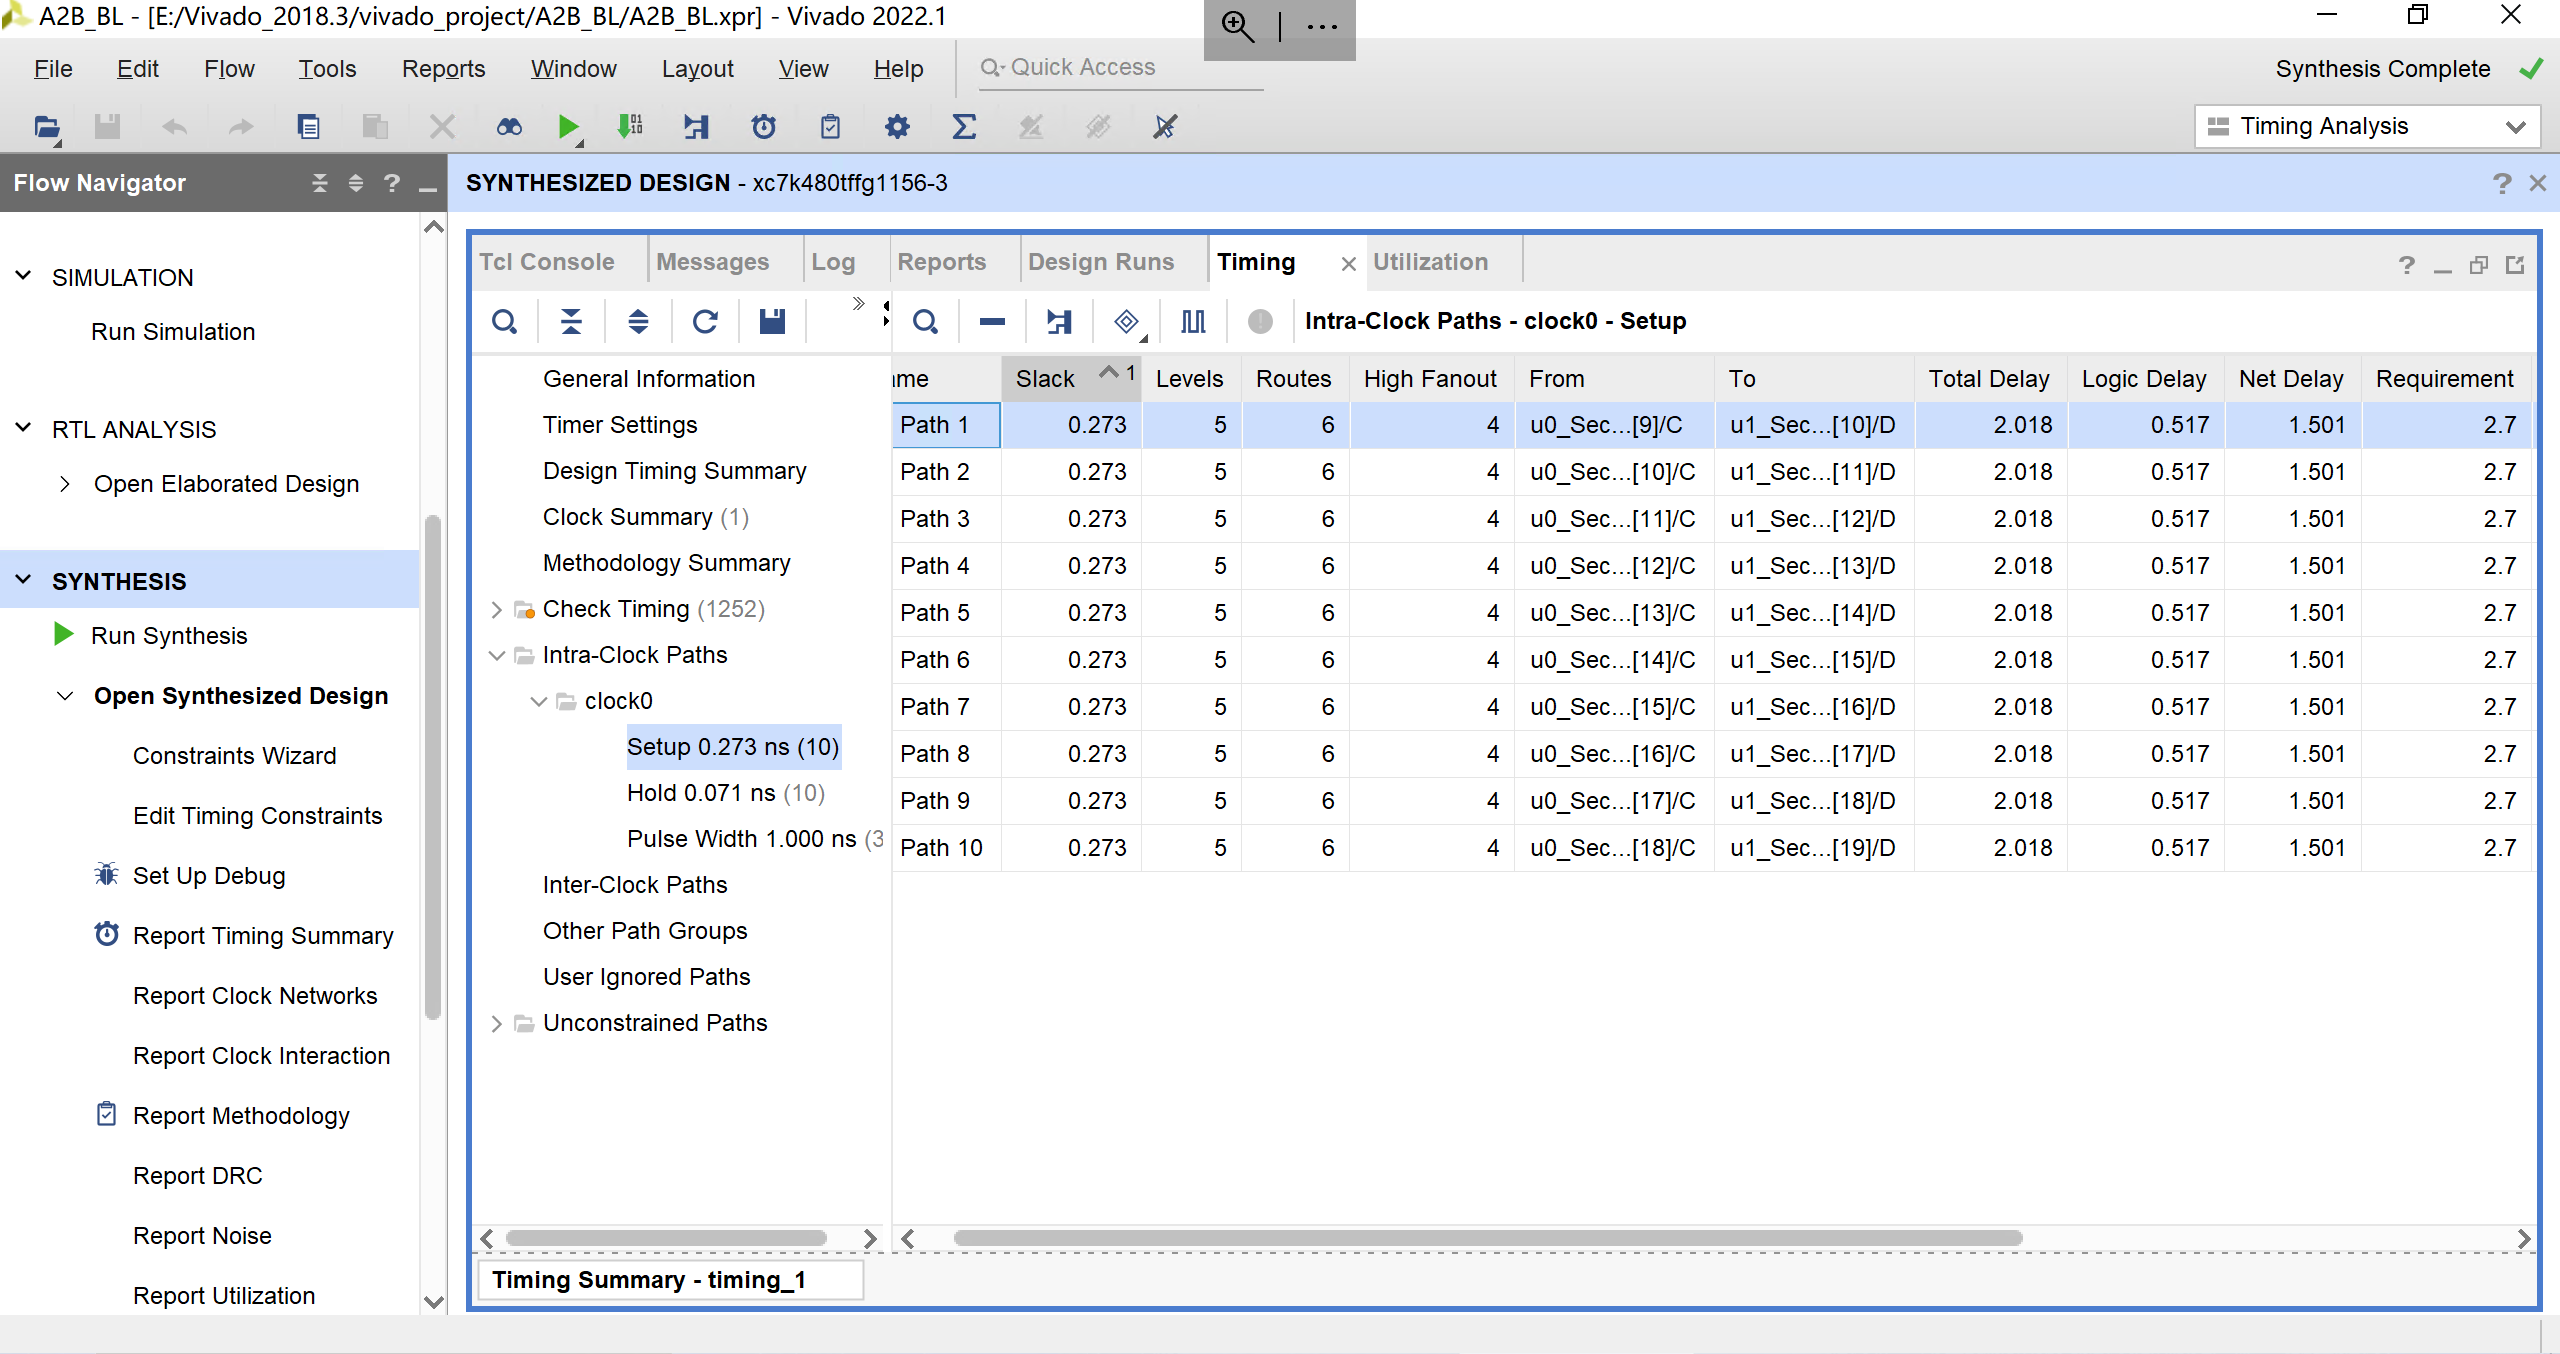 A2B_BL - [E:/Vivado_2018.3/vivado_project/A2B_BL/A2B_BL.xpr] - Vivado 2022.1
File Edit Flow Tools Reports Window Layout View Help Quick Access
Synthesis Complete
Timing Analysis
Flow Navigator
SYNTHESIZED DESIGN - xc7k480tffg1156-3
SIMULATION
Run Simulation
RTL ANALYSIS
Open Elaborated Design
SYNTHESIS
Run Synthesis
Open Synthesized Design
Constraints Wizard
Edit Timing Constraints
Set Up Debug
Report Timing Summary
Report Clock Networks
Report Clock Interaction
Report Methodology
Report DRC
Report Noise
Report Utilization
Tcl Console Messages Log Reports Design Runs Timing Utilization
Intra-Clock Paths - clock0 - Setup
General Information
Timer Settings
Design Timing Summary
Clock Summary (1)
Methodology Summary
Check Timing (1252)
Intra-Clock Paths
clock0
Setup 0.273 ns (10)
Hold 0.071 ns (10)
Pulse Width 1.000 ns (3
Inter-Clock Paths
Other Path Groups
User Ignored Paths
Unconstrained Paths
me Slack 1 Levels Routes High Fanout From To Total Delay Logic Delay Net Delay Requirement
Path 1 0.273 5 6 4 u0_Sec...[9]/C u1_Sec...[10]/D 2.018 0.517 1.501 2.7
Path 2 0.273 5 6 4 u0_Sec...[10]/C u1_Sec...[11]/D 2.018 0.517 1.501 2.7
Path 3 0.273 5 6 4 u0_Sec...[11]/C u1_Sec...[12]/D 2.018 0.517 1.501 2.7
Path 4 0.273 5 6 4 u0_Sec...[12]/C u1_Sec...[13]/D 2.018 0.517 1.501 2.7
Path 5 0.273 5 6 4 u0_Sec...[13]/C u1_Sec...[14]/D 2.018 0.517 1.501 2.7
Path 6 0.273 5 6 4 u0_Sec...[14]/C u1_Sec...[15]/D 2.018 0.517 1.501 2.7
Path 7 0.273 5 6 4 u0_Sec...[15]/C u1_Sec...[16]/D 2.018 0.517 1.501 2.7
Path 8 0.273 5 6 4 u0_Sec...[16]/C u1_Sec...[17]/D 2.018 0.517 1.501 2.7
Path 9 0.273 5 6 4 u0_Sec...[17]/C u1_Sec...[18]/D 2.018 0.517 1.501 2.7
Path 10 0.273 5 6 4 u0_Sec...[18]/C u1_Sec...[19]/D 2.018 0.517 1.501 2.7
Timing Summary - timing_1